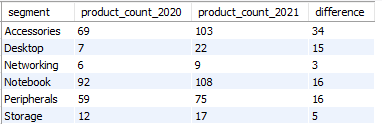 segment product_count_2020 product_count_2021 difference
Accessories 69 103 34
Desktop 7 22 15
Networking 6 9 3
Notebook 92 108 16
Peripherals 59 75 16
Storage 12 17 5